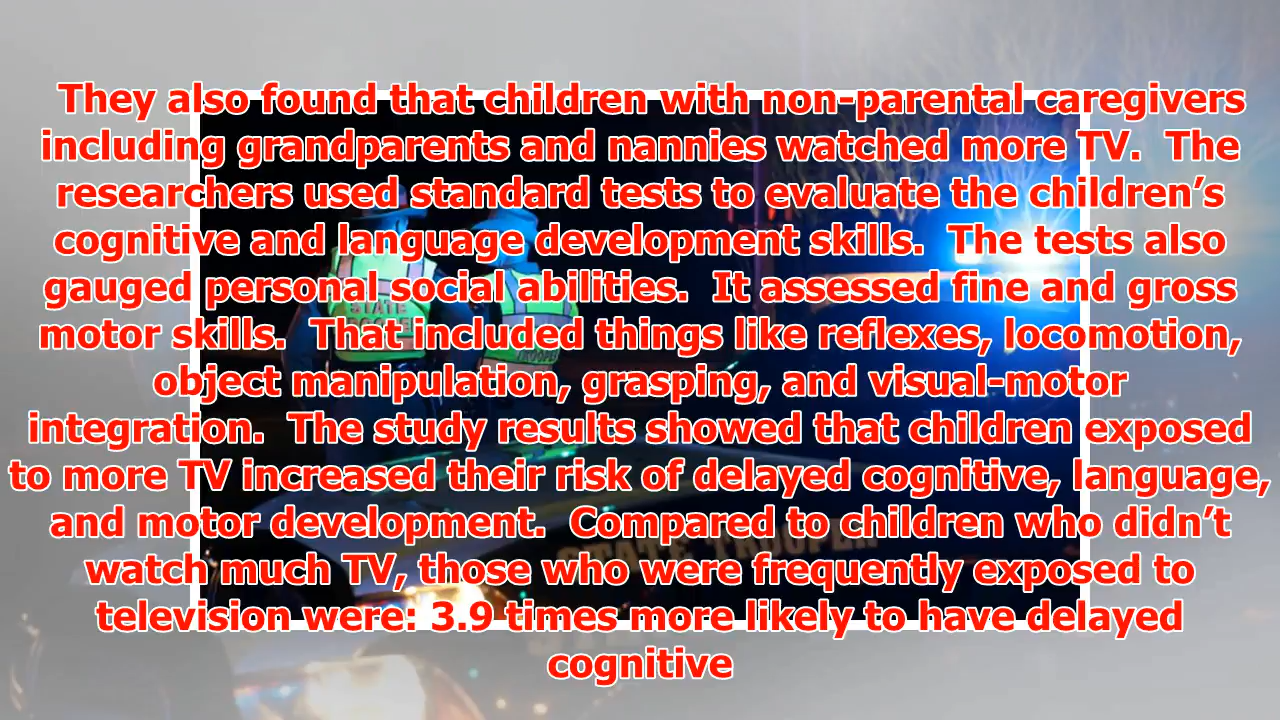 They also found that children with non-parental caregivers
including grandparents and nannies watched more TV.  The
researchers used standard tests to evaluate the children’s
cognitive and language development skills.  The tests also
gauged personal social abilities.  It assessed fine and gross
motor skills.  That included things like reflexes, locomotion,
object manipulation, grasping, and visual-motor
integration.  The study results showed that children exposed
to more TV increased their risk of delayed cognitive, language,
and motor development.  Compared to children who didn’t
watch much TV, those who were frequently exposed to
television were: 3.9 times more likely to have delayed
cognitive
STATE
TROOPER
TROOPER
STATE TROOPER